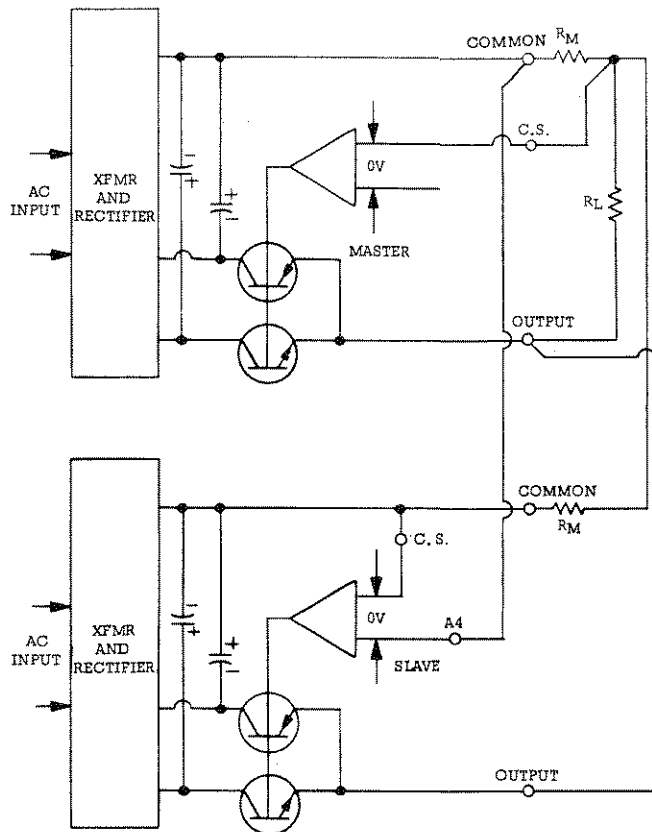 COMMON
RM
C.S.
0V
RL
AC
INPUT
XFMR
AND
RECTIFIER
- +
+ -
MASTER
OUTPUT
COMMON
RM
C.S.
0V
A4
AC
INPUT
XFMR
AND
RECTIFIER
- +
+ -
SLAVE
OUTPUT